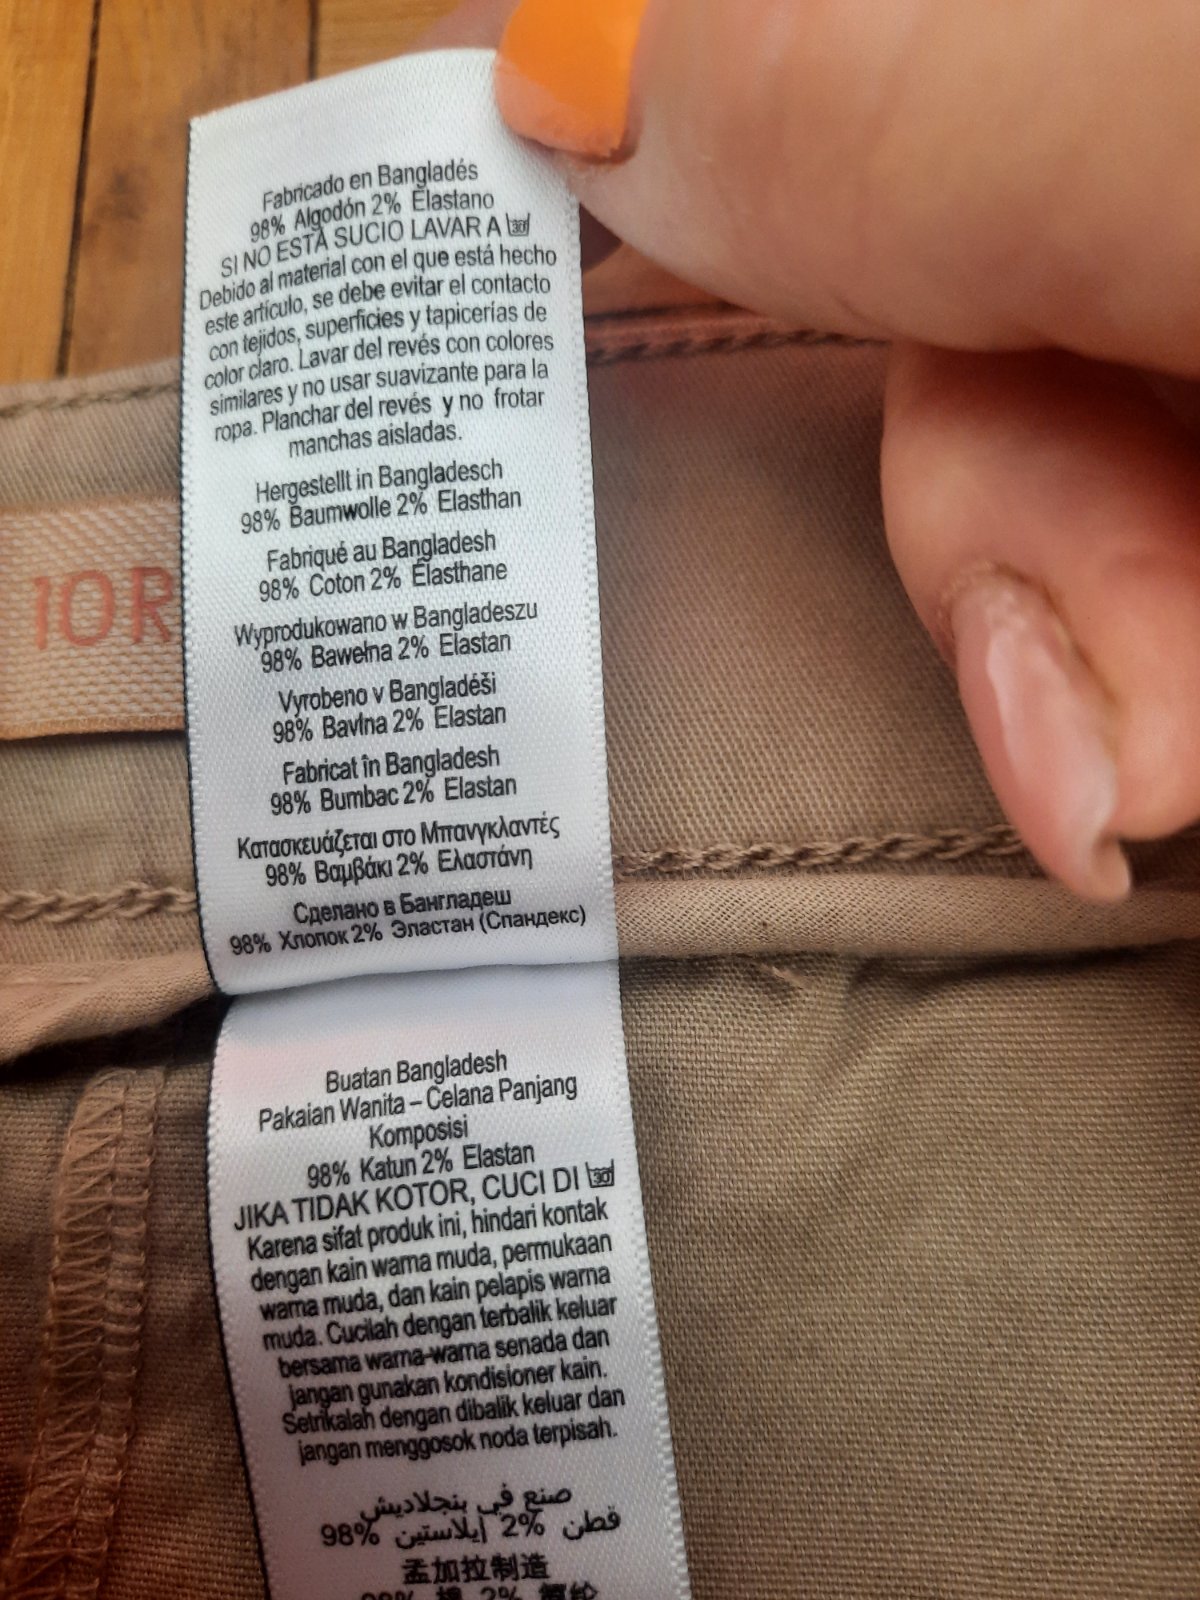 Fabricado en Bangladés
98% Algodón 2% Elastano
SI NO ESTÁ SUCIO LAVAR A 30
Debido al material con el que está hecho
este artículo, se debe evitar el contacto
con tejidos, superficies y tapicerías de
color claro. Lavar del revés con colores
similares y no usar suavizante para la
ropa. Planchar del revés y no frotar
manchas aisladas.
Hergestellt in Bangladesch
98% Baumwolle 2% Elasthan
Fabriqué au Bangladesh
98% Coton 2% Élasthane
Wyprodukowano w Bangladeszu
98% Bawełna 2% Elastan
Vyrobeno v Bangladéši
98% Bavlna 2% Elastan
Fabricat în Bangladesh
98% Bumbac 2% Elastan
Κατασκευάζεται στο Μπανγκλαντές
98% Βαμβάκι 2% Ελαστάνη
Сделано в Бангладеш
98% Хлопок 2% Эластан (Спандекс)
10R
Buatan Bangladesh
Pakaian Wanita – Celana Panjang
Komposisi
98% Katun 2% Elastan
JIKA TIDAK KOTOR, CUCI DI 30
Karena sifat produk ini, hindari kontak
dengan kain warna muda, permukaan
warna muda, dan kain pelapis warna
muda. Cucilah dengan terbalik keluar
bersama warna-warna senada dan
jangan gunakan kondisioner kain.
Setrikalah dengan dibalik keluar dan
jangan menggosok noda terpisah.
صنع في بنجلاديش
98% قطن 2% إيلاستين
孟加拉制造
98% 棉 2%